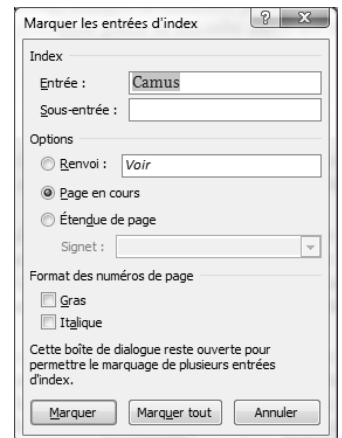 Marquer les entrées d'index
Index
Entrée : Camus
Sous-entrée :
Options
Renvoi : Voir
Page en cours
Étendue de page
Signet :
Format des numéros de page
Gras
Italique
Cette boîte de dialogue reste ouverte pour
permettre le marquage de plusieurs entrées
d'index.
Marquer Marquer tout Annuler